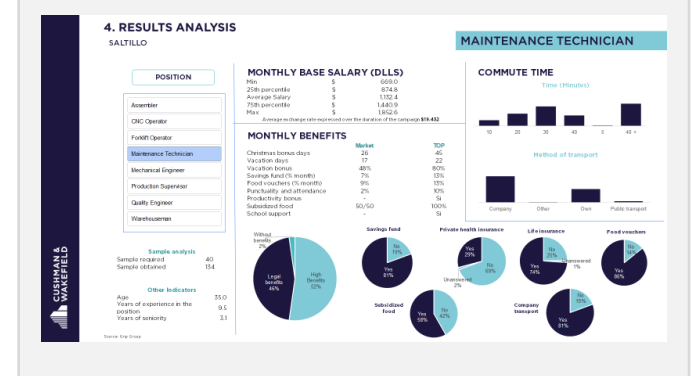 4. RESULTS ANALYSIS
SALTILLO
MAINTENANCE TECHNICIAN
POSITION
Assembler
CNC Operator
Forklift Operator
Maintenance Technician
Mechanical Engineer
Production Supervisor
Quality Engineer
Warehouseman
Sample analysis
Sample required 40
Sample obtained 134
Other Indicators
Age 33.0
Years of experience in the
position 9.5
Years of seniority 3.1
MONTHLY BASE SALARY (DLLS)
Min $ 669.0
25th percentile $ 874.8
Average Salary $ 1,132.4
75th percentile $ 1,440.9
Max $ 1,852.6
Average exchange rate expressed over the duration of the campaign $19.432
MONTHLY BENEFITS
Market TOP
Christmas bonus days 26 45
Vacation days 17 22
Vacation bonus 48% 80%
Savings fund (% month) 7% 13%
Food vouchers (% month) 9% 13%
Punctuality and attendance 2% 10%
Productivity bonus - Si
Subsidized food 50/50 100%
School support - Si
COMMUTE TIME
Time (Minutes)
10 20 30 40 + 
Method of transport
Company Other Own Public transport
Without
benefits
2%
Legal
benefits
46%
High
Benefits
52%
Savings fund
No
19%
Yes
81%
Private health insurance
Yes
29%
No
69%
Unanswered
2%
Life insurance
No
25%
Yes
74%
Unanswered
1%
Food vouchers
No
14%
Yes
86%
Subsidized
food
Yes
58%
No
42%
Company
transport
No
19%
Yes
81%
CUSHMAN &
WAKEFIELD